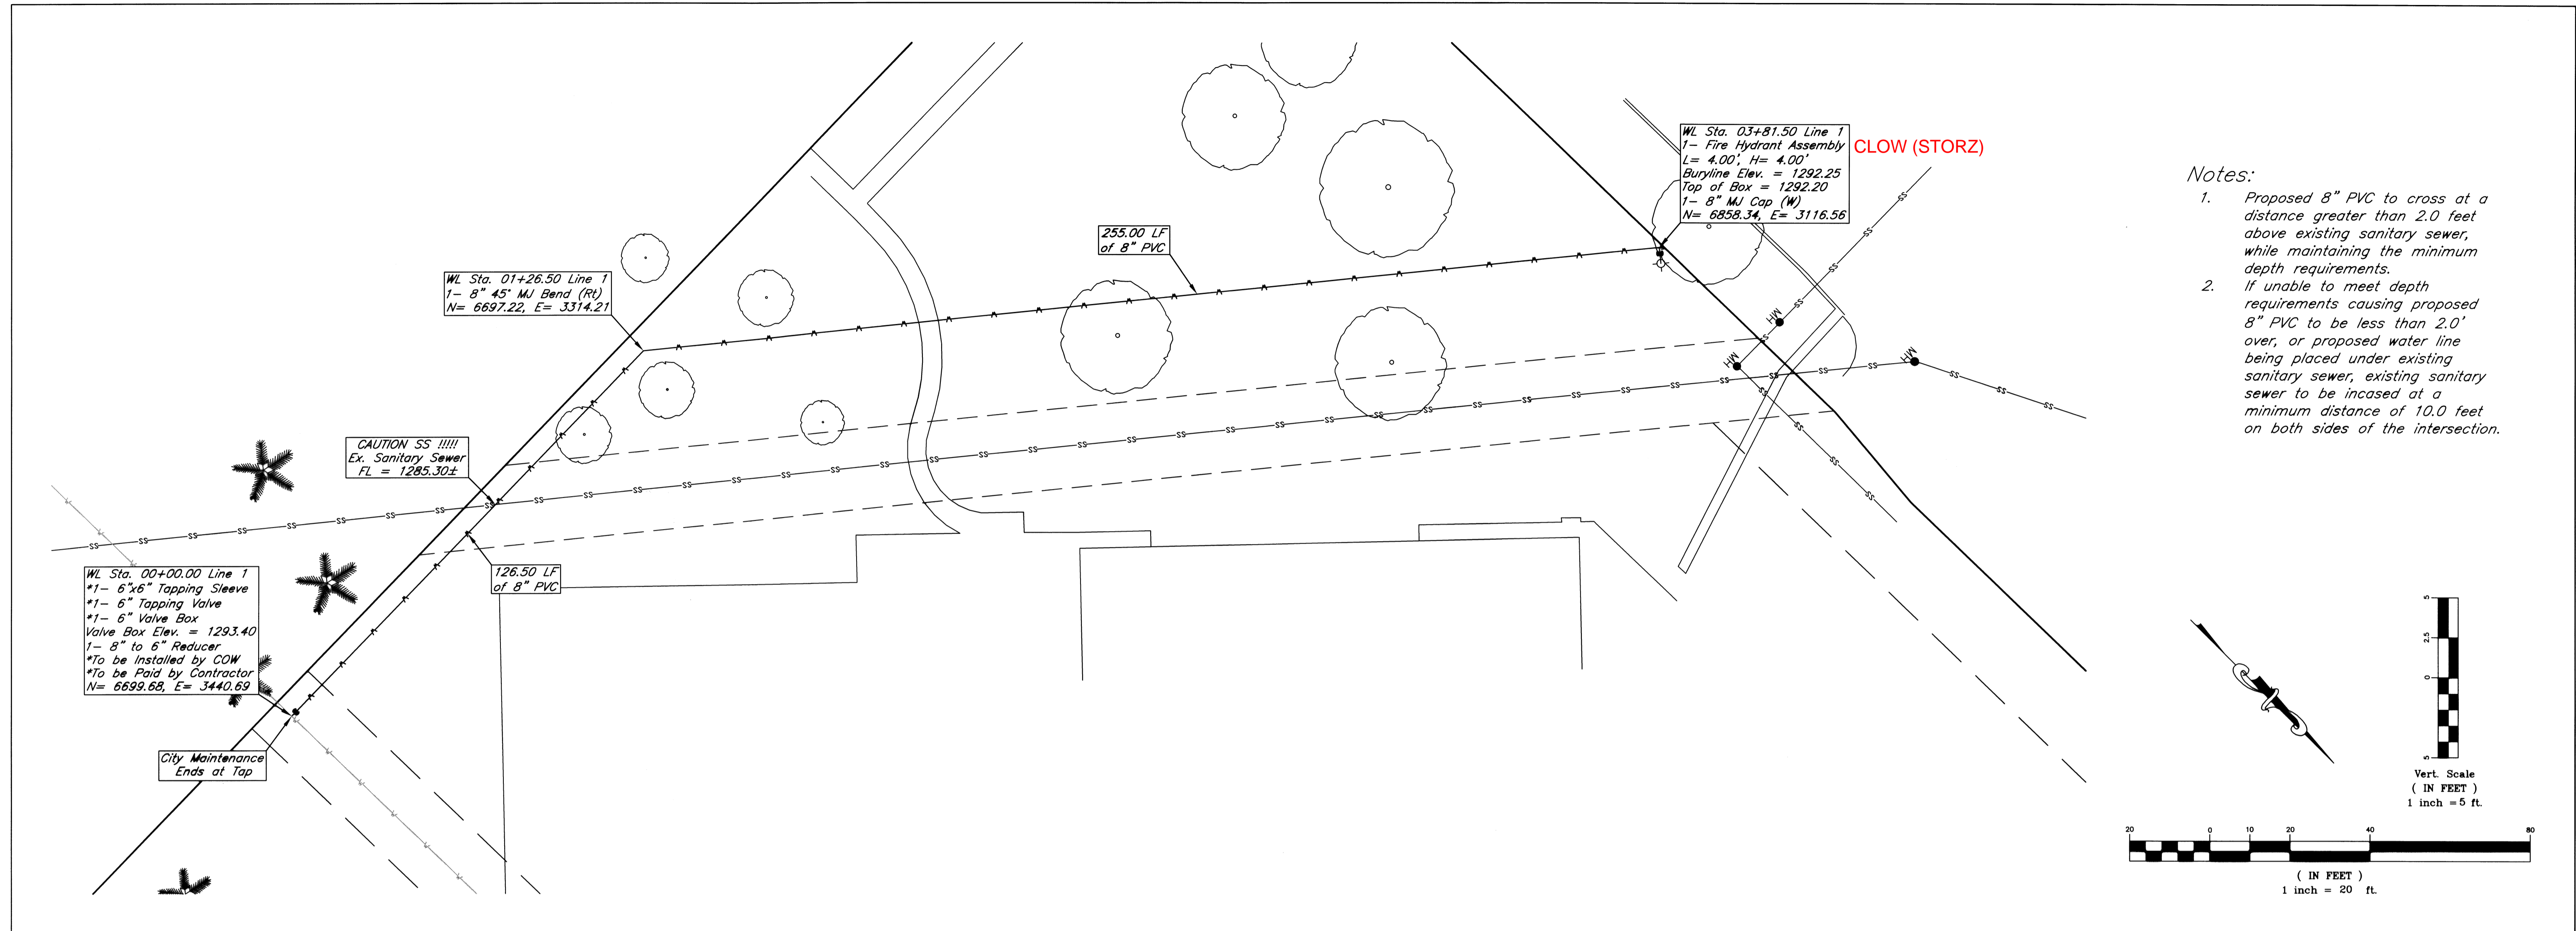 WL Sta. 03+81.50 Line 1
1- Fire Hydrant Assembly
L= 4.00', H= 4.00'
Buryline Elev. = 1292.25
Top of Box = 1292.20
1- 8" MJ Cap (W)
N= 6858.34, E= 3116.56
CLOW (STORZ)
Notes:
1. Proposed 8" PVC to cross at a
distance greater than 2.0 feet
above existing sanitary sewer,
while maintaining the minimum
depth requirements.
2. If unable to meet depth
requirements causing proposed
8" PVC to be less than 2.0'
over, or proposed water line
being placed under existing
sanitary sewer, existing sanitary
sewer to be incased at a
minimum distance of 10.0 feet
on both sides of the intersection.
255.00 LF
of 8" PVC
WL Sta. 01+26.50 Line 1
1- 8" 45° MJ Bend (Rt)
N= 6697.22, E= 3314.21
MH
MH
MH
CAUTION SS !!!!!
Ex. Sanitary Sewer
FL = 1285.30±
126.50 LF
of 8" PVC
WL Sta. 00+00.00 Line 1
*1- 6"x6" Tapping Sleeve
*1- 6" Tapping Valve
*1- 6" Valve Box
Valve Box Elev. = 1293.40
1- 8" to 6" Reducer
*To be Installed by COW
*To be Paid by Contractor
N= 6699.68, E= 3440.69
City Maintenance
Ends at Tap
5
2.5
0
5
Vert. Scale
( IN FEET )
1 inch = 5 ft.
20 0 10 20 40 80
( IN FEET )
1 inch = 20 ft.